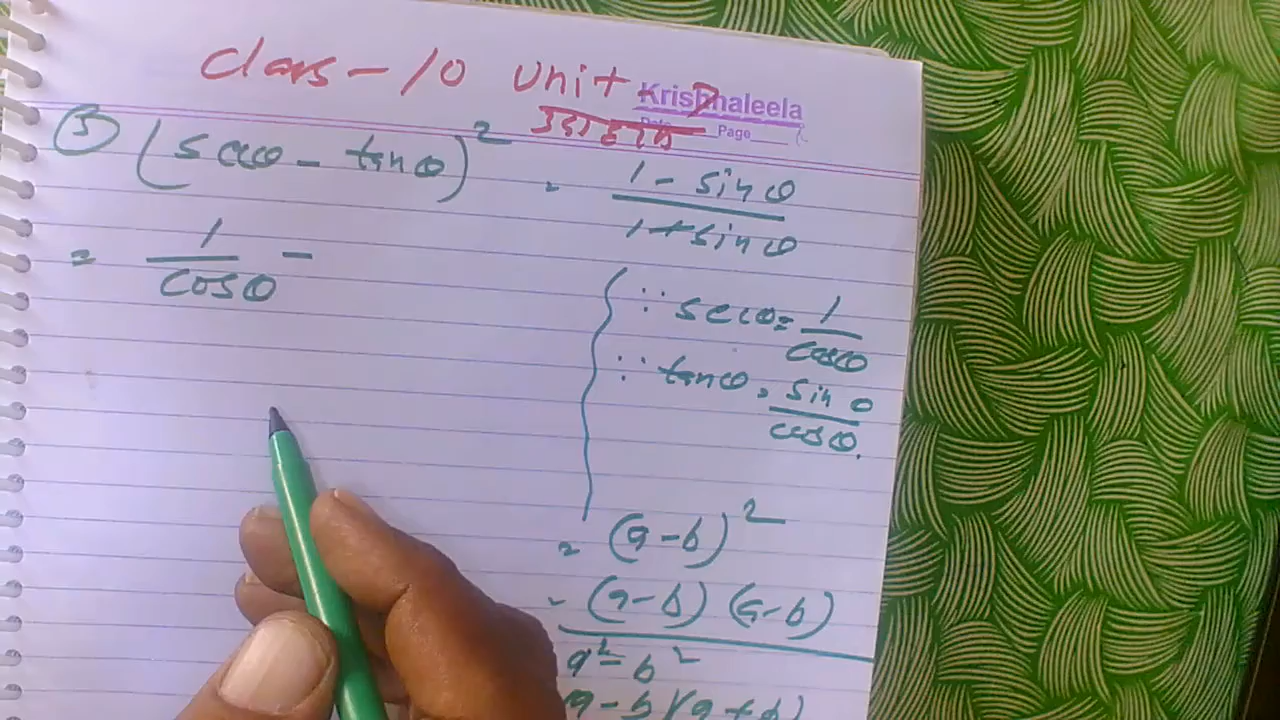 Class - 10 Unit
Krishnaleela
Page
5 (secθ - tanθ)² = 1 - sinθ / 1 + sinθ
= 1 / cosθ -
∵ secθ = 1 / cosθ
∵ tanθ = sinθ / cosθ.
= (a-b)²
= (a-b) (a-b)
a² - b²
(a-b)(a+b)